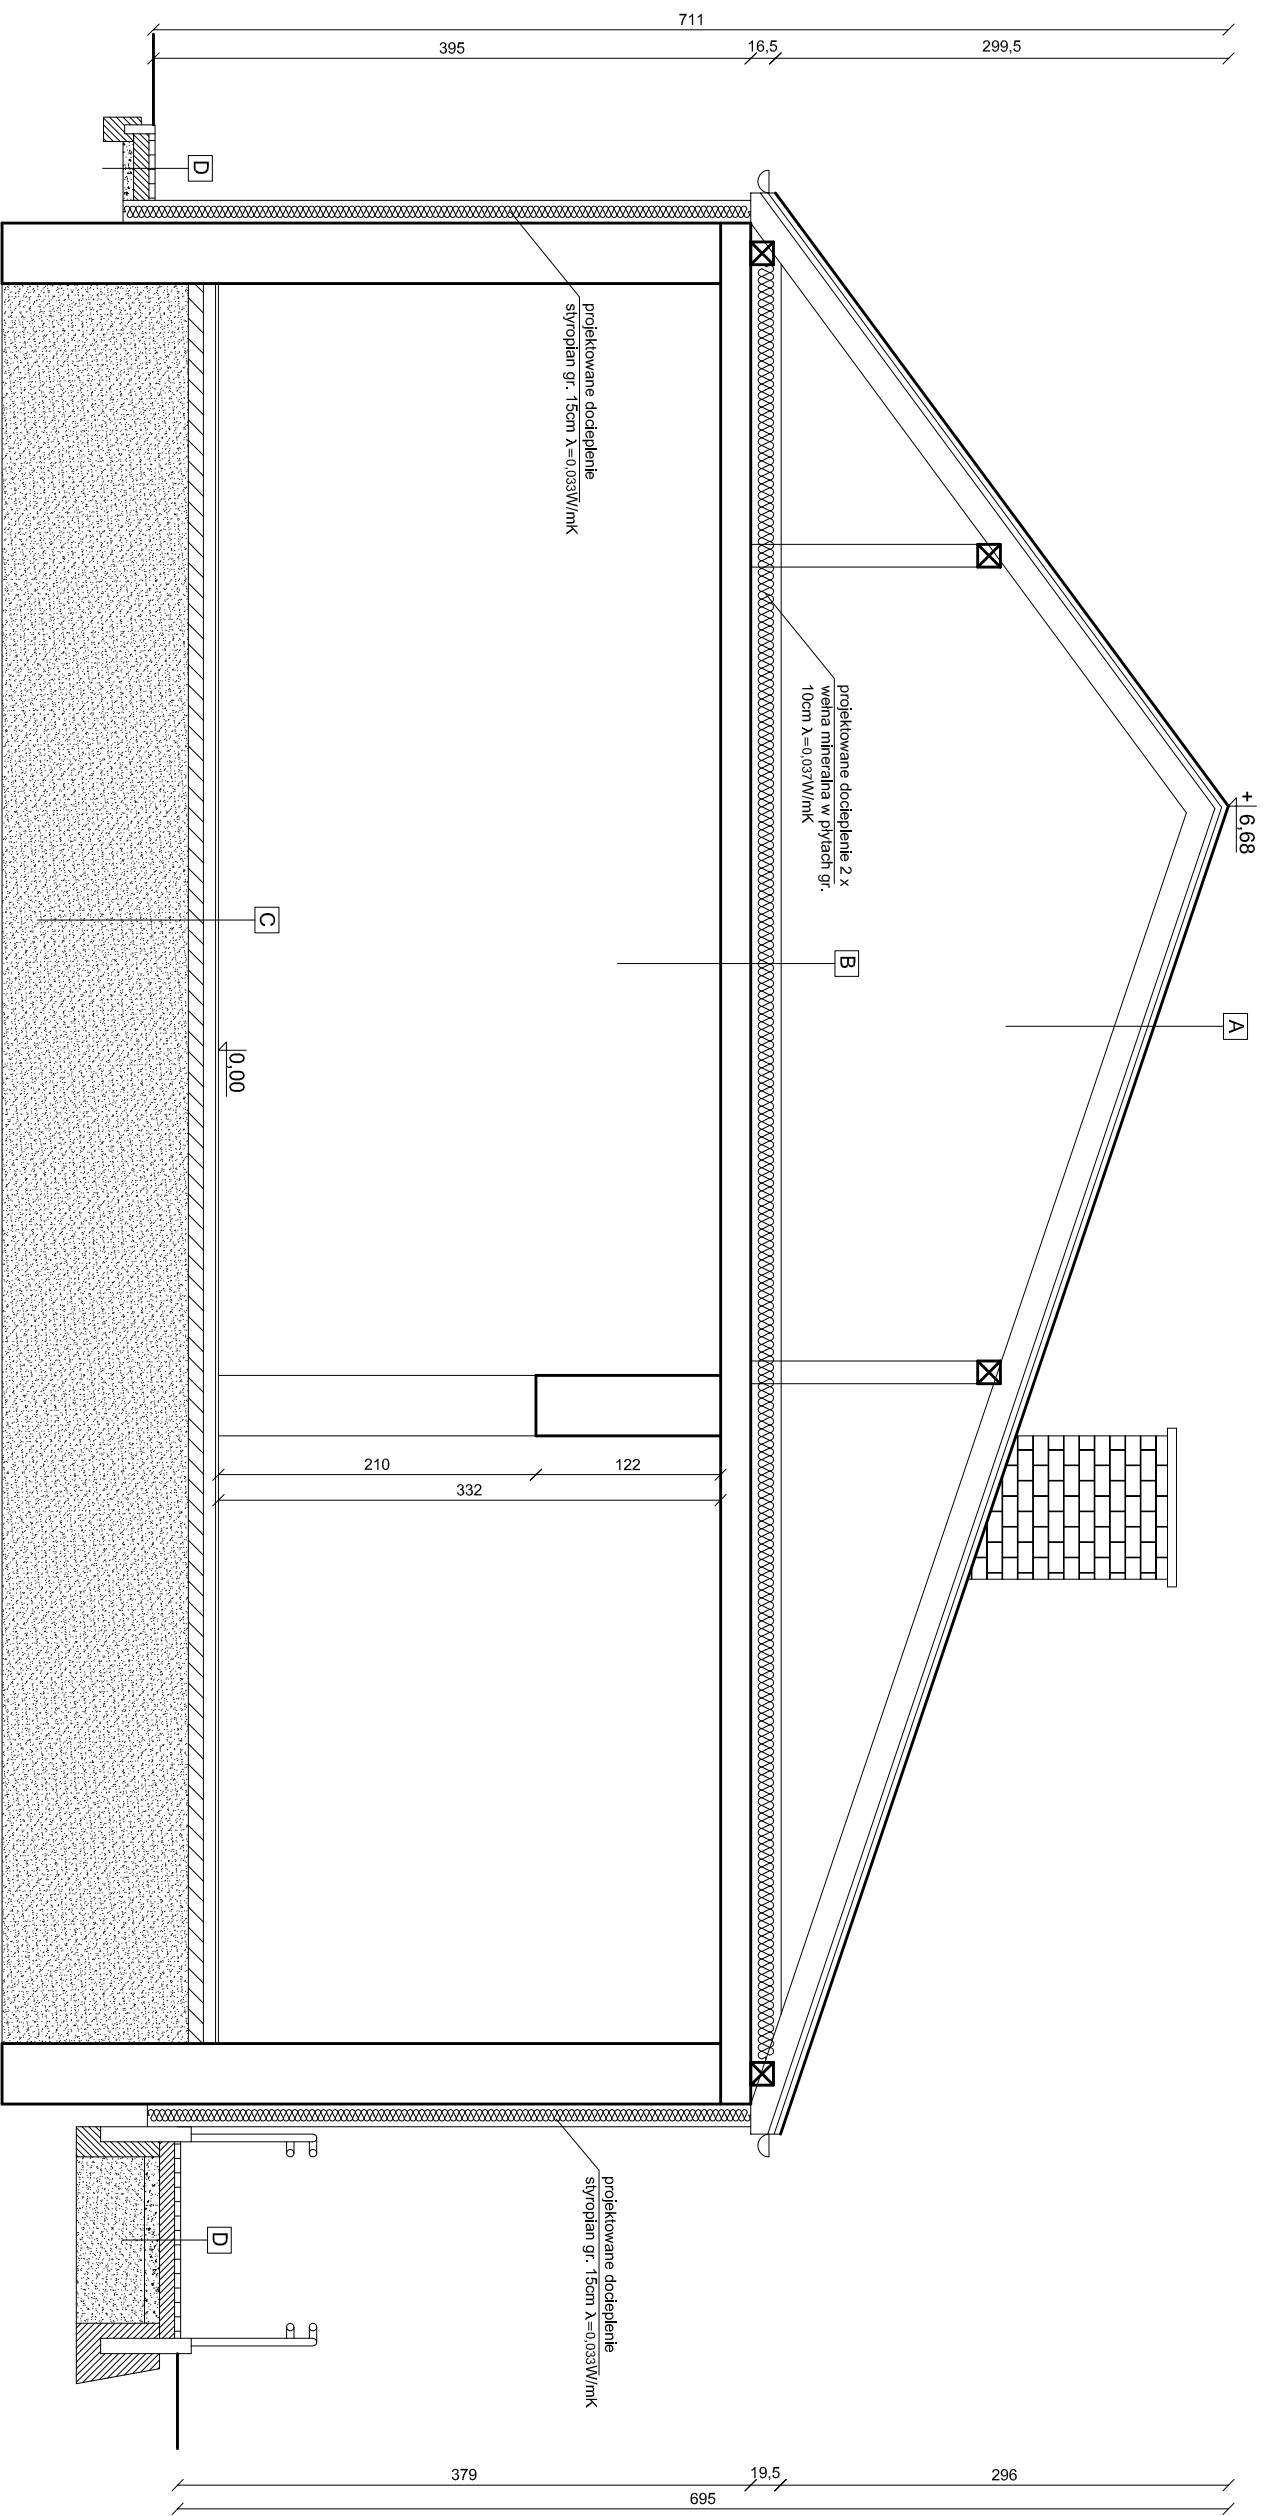 711
395
16,5
299,5
D
projektowane docieplenie
styropian gr. 15cm λ=0,033W/mK
projektowane docieplenie 2 x
wełna mineralna w płytach gr.
10cm λ=0,037W/mK
+ 6,68
C
B
A
0,00
210
122
332
projektowane docieplenie
styropian gr. 15cm λ=0,033W/mK
D
379
19,5
296
695